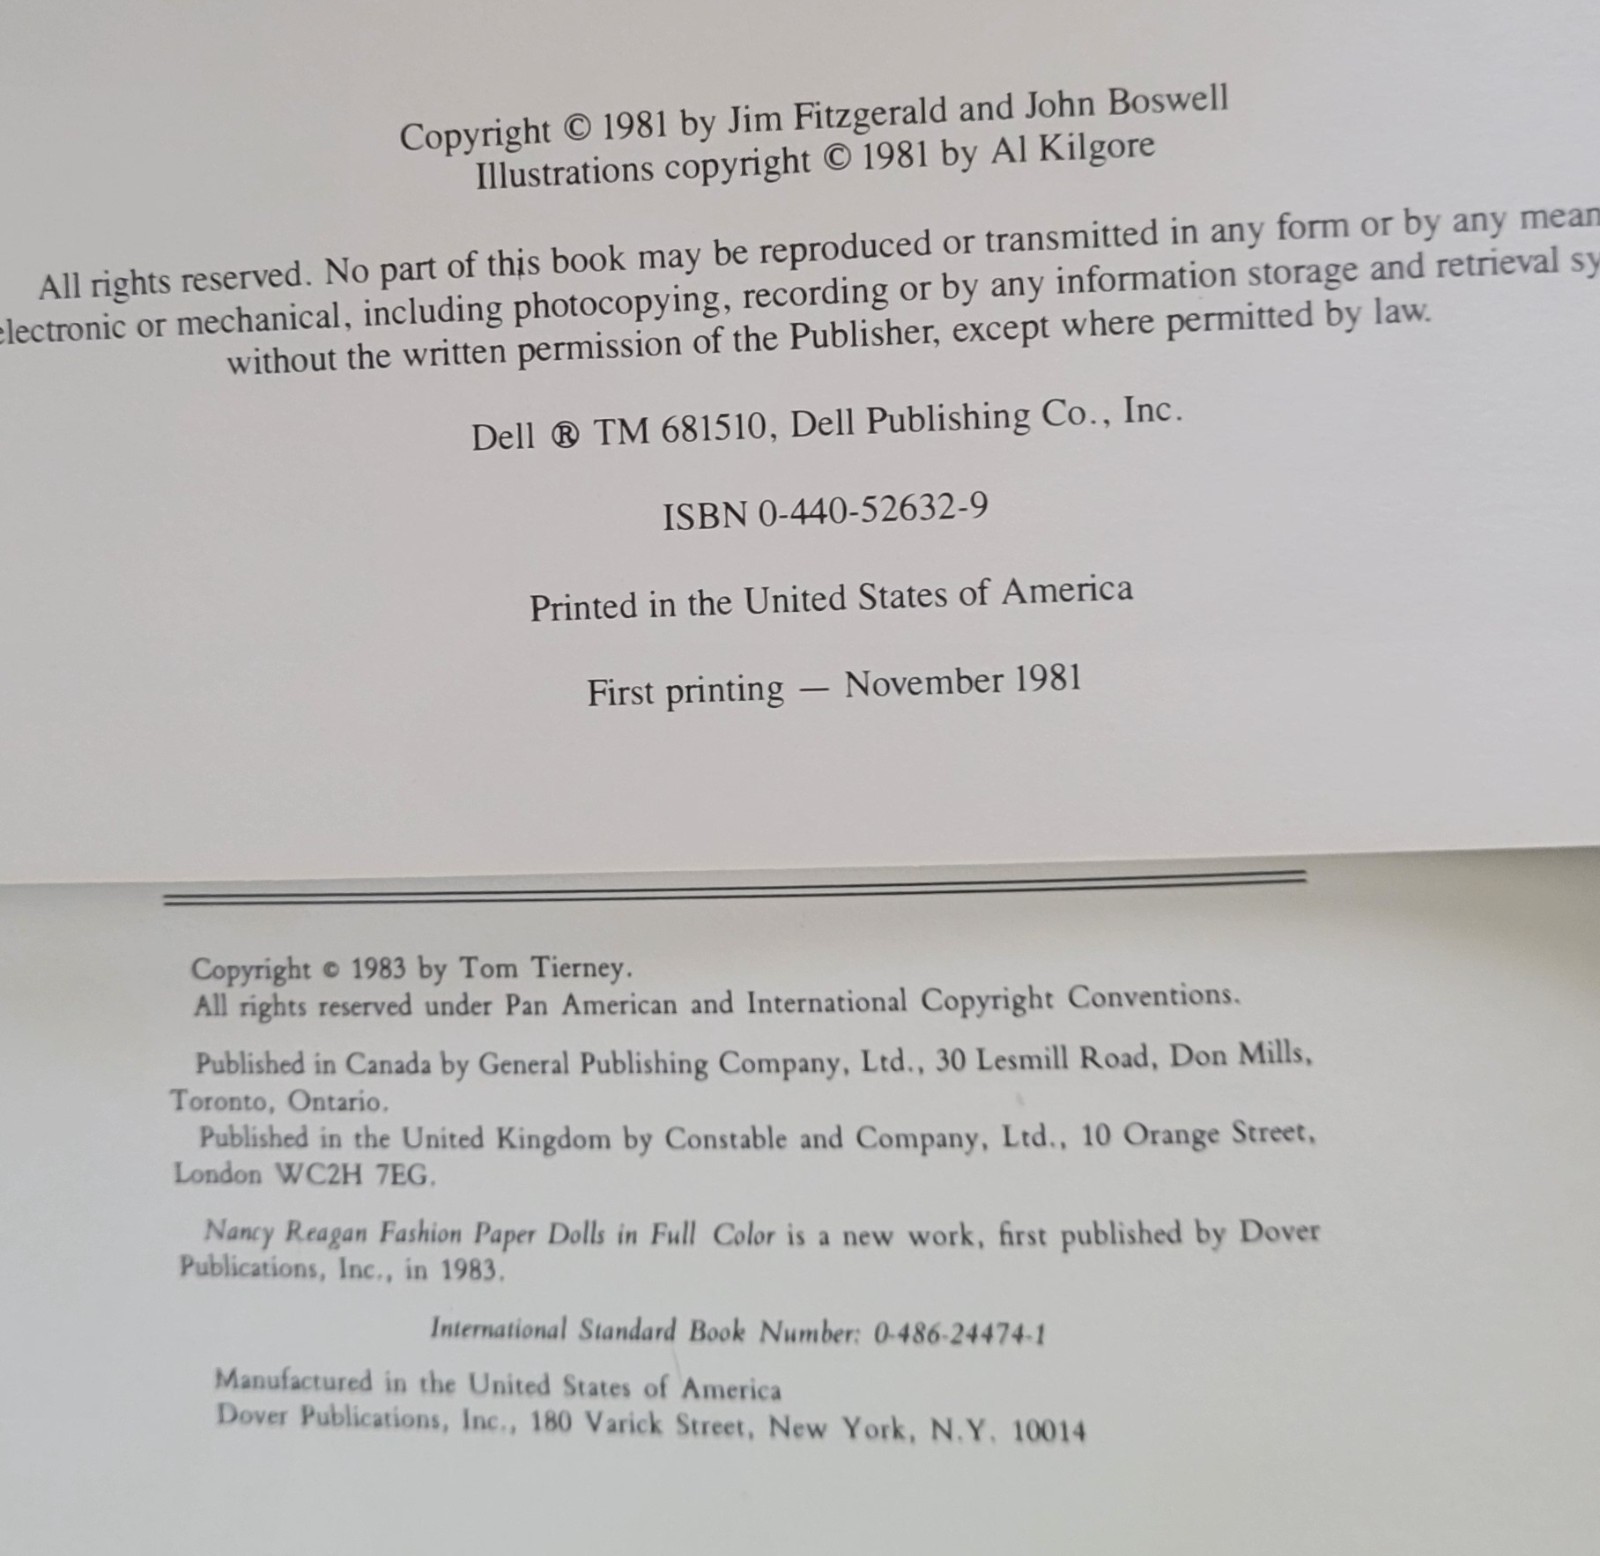 Copyright © 1981 by Jim Fitzgerald and John Boswell
Illustrations copyright © 1981 by Al Kilgore
All rights reserved. No part of this book may be reproduced or transmitted in any form or by any mean
electronic or mechanical, including photocopying, recording or by any information storage and retrieval sy
without the written permission of the Publisher, except where permitted by law.
Dell ® TM 681510, Dell Publishing Co., Inc.
ISBN 0-440-52632-9
Printed in the United States of America
First printing — November 1981
Copyright © 1983 by Tom Tierney.
All rights reserved under Pan American and International Copyright Conventions.
Published in Canada by General Publishing Company, Ltd., 30 Lesmill Road, Don Mills,
Toronto, Ontario.
Published in the United Kingdom by Constable and Company, Ltd., 10 Orange Street,
London WC2H 7EG.
Nancy Reagan Fashion Paper Dolls in Full Color is a new work, first published by Dover
Publications, Inc., in 1983.
International Standard Book Number: 0-486-24474-1
Manufactured in the United States of America
Dover Publications, Inc., 180 Varick Street, New York, N.Y. 10014